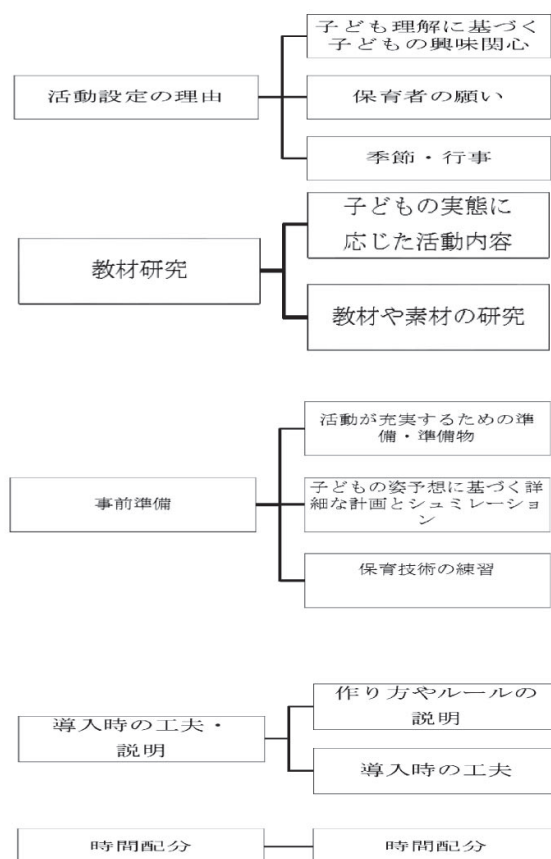 子ども理解に基づく
子どもの興味関心
活動設定の理由
保育者の願い
季節・行事
子どもの実態に
応じた活動内容
教材研究
教材や素材の研究
活動が充実するための準
備・準備物
事前準備
子どもの姿予想に基づく詳
細な計画とシュミレーショ
ン
保育技術の練習
作り方やルールの
説明
導入時の工夫・
説明
導入時の工夫
時間配分
時間配分